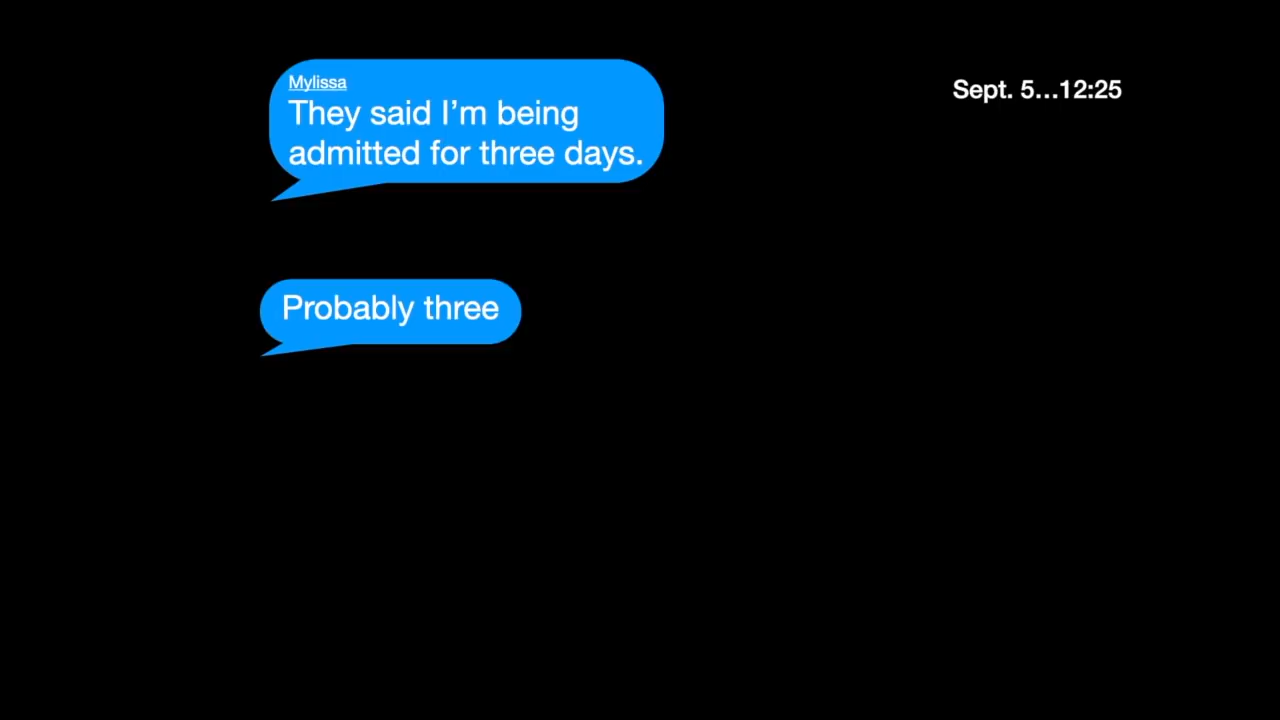 Mylissa
They said I’m being
admitted for three days.
Sept. 5...12:25
Probably three